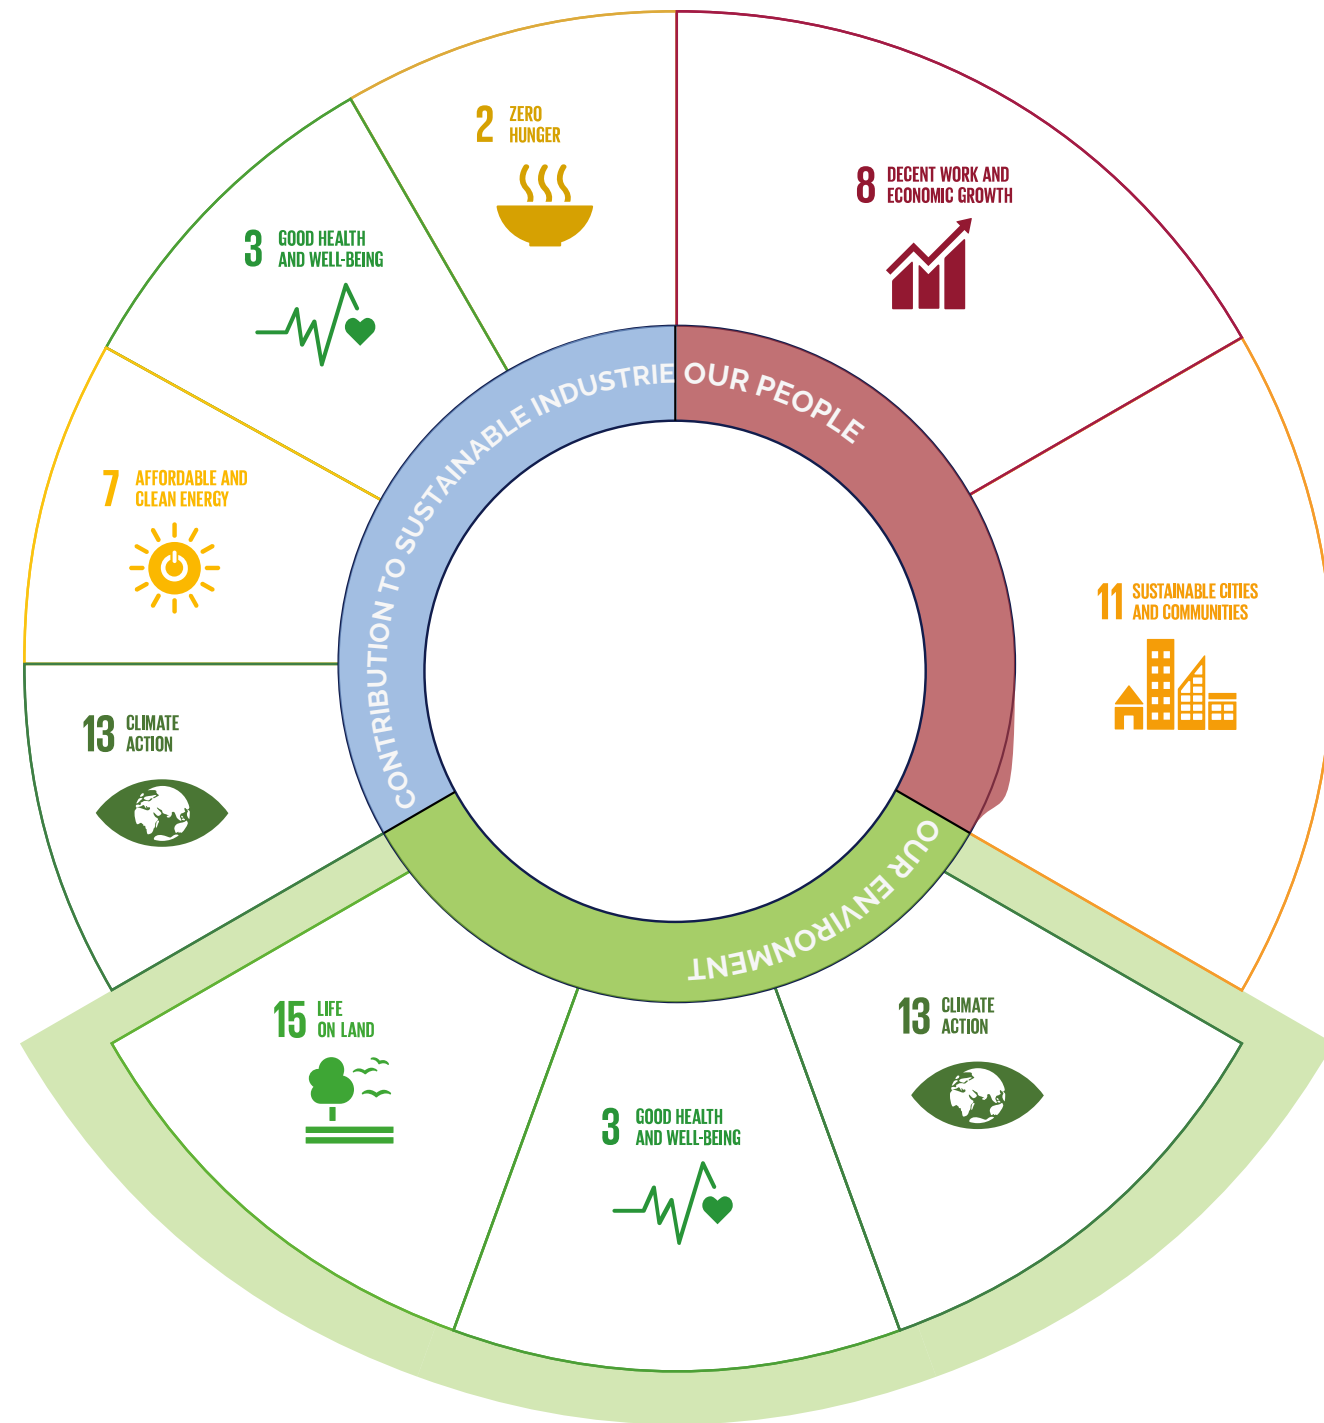 2 ZERO
HUNGER
8 DECENT WORK AND
ECONOMIC GROWTH
3 GOOD HEALTH
AND WELL-BEING
CONTRIBUTION TO SUSTAINABLE INDUSTRIE
OUR PEOPLE
7 AFFORDABLE AND
CLEAN ENERGY
11 SUSTAINABLE CITIES
AND COMMUNITIES
13 CLIMATE
ACTION
OUR ENVIRONMENT
15 LIFE
ON LAND
13 CLIMATE
ACTION
3 GOOD HEALTH
AND WELL-BEING